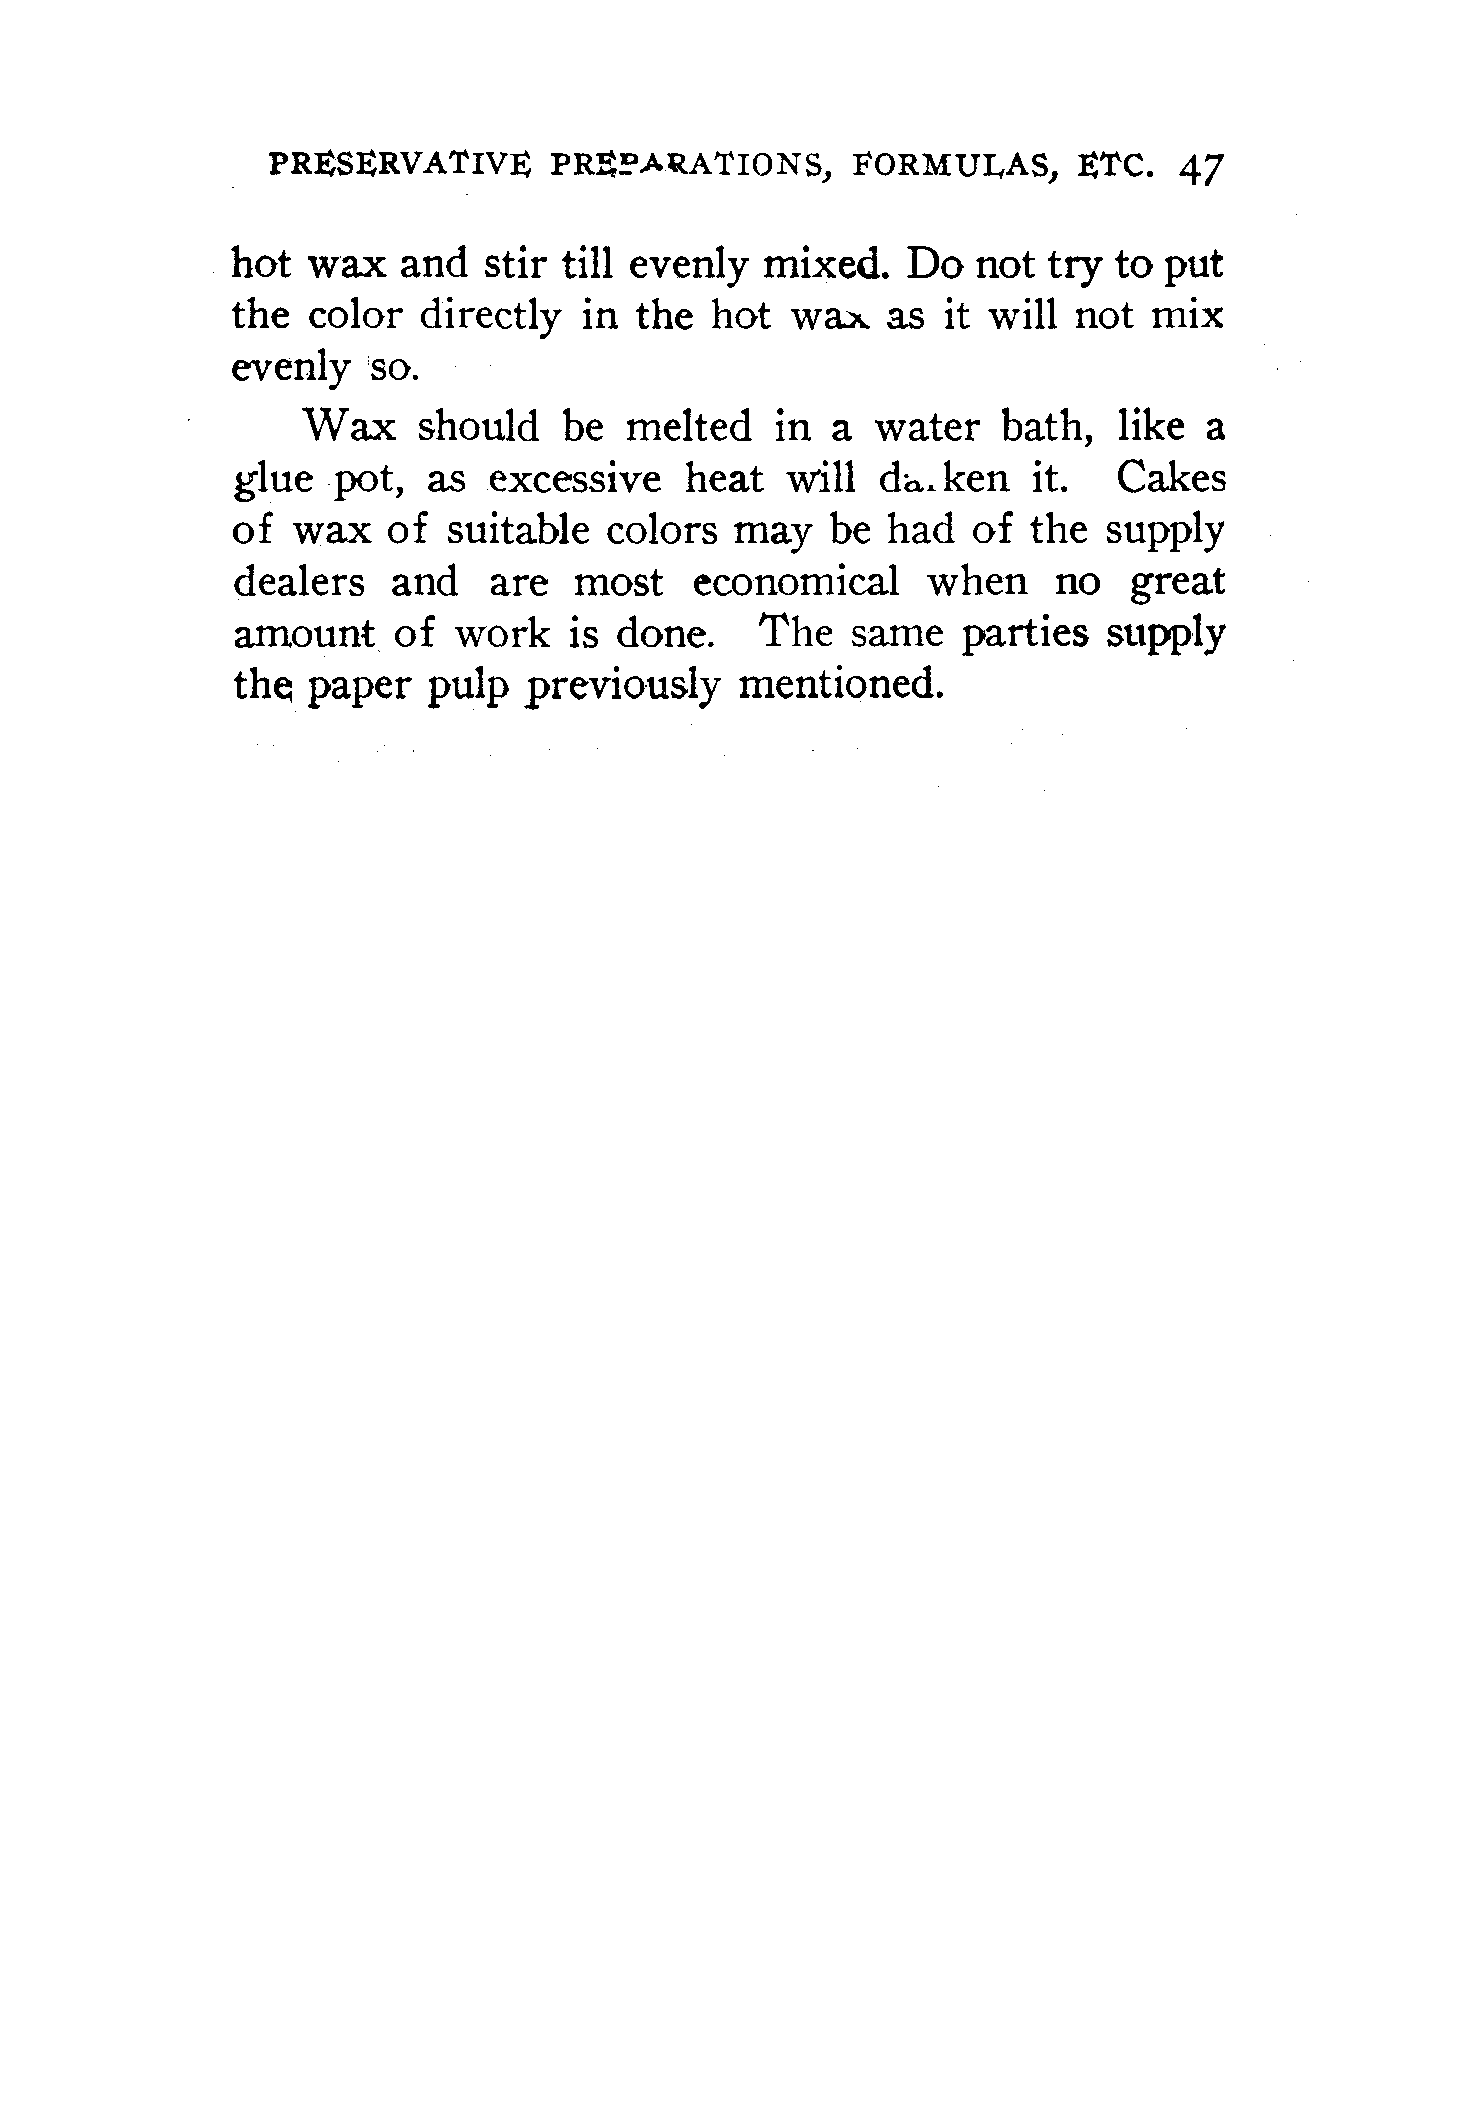 PRESERVATIVE PREPARATIONS, FORMULAS, ETC. 47
hot wax and stir till evenly mixed. Do not try to put
the color directly in the hot wax as it will not mix
evenly so.
Wax should be melted in a water bath, like a
glue pot, as excessive heat will darken it. Cakes
of wax of suitable colors may be had of the supply
dealers and are most economical when no great
amount of work is done. The same parties supply
the paper pulp previously mentioned.